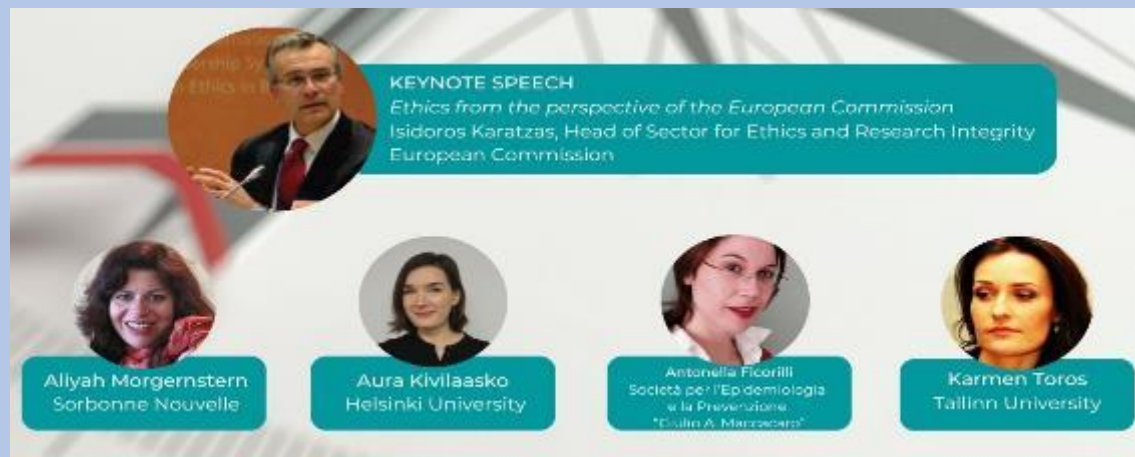 KEYNOTE SPEECH
Ethics from the perspective of the European Commission
Isidoros Karatzas, Head of Sector for Ethics and Research Integrity
European Commission
Aliyah Morgernstern
Sorbonne Nouvelle
Aura Kivilaasko
Helsinki University
Antonella Ficorilli
Società per l'Epidemiologia
e la Prevenzione
"Giulio A. Maccacaro"
Karmen Toros
Tallinn University